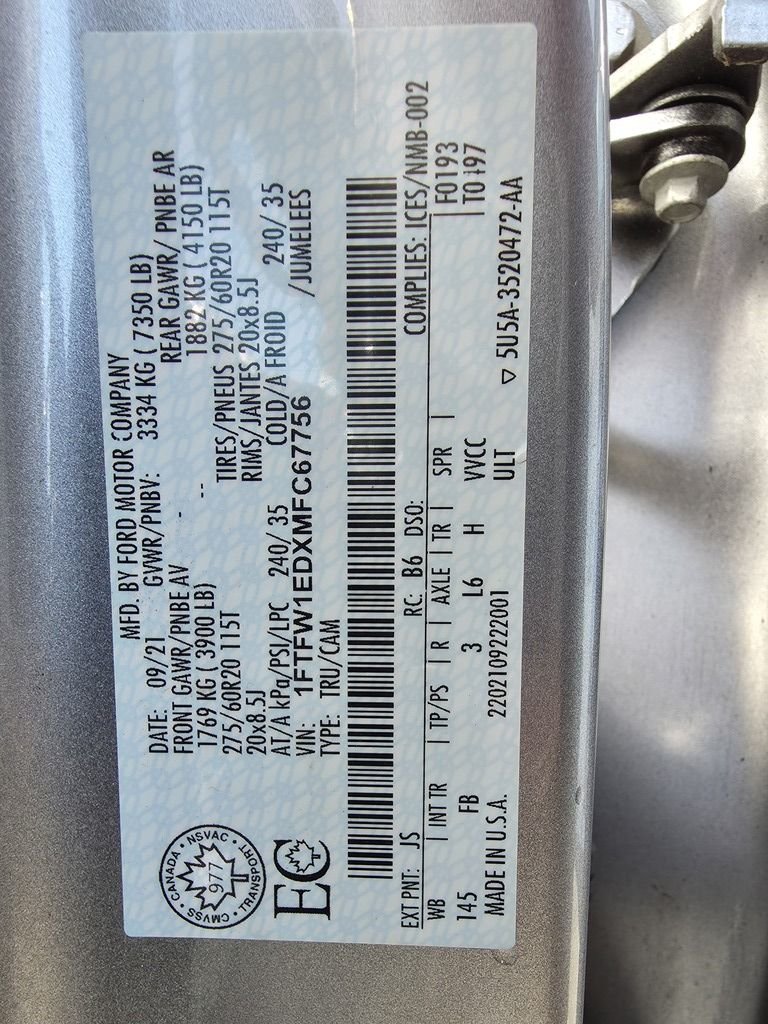 MFD. BY FORD MOTOR COMPANY
DATE: 09/21 GVWR/PNBV: 3334 KG ( 7350 LB)
FRONT GAWR/PNBE AV REAR GAWR/ PNBE AR
1769 KG ( 3900 LB) - 1882 KG ( 4150 LB)
275/60R20 115T -- TIRES/PNEUS 275/60R20 115T
20x8.5J RIMS/JANTES 20x8.5J
AT/A kPa/PSI/LPC 240/ 35 COLD/A FROID 240/ 35
VIN: 1FTFW1EDXMFC67756 /JUMELEES
TYPE: TRU/CAM
CANADA • NSVAC • TRANSPORT • CMVSS •
977
EC
COMPLIES: ICES/NMB-002
EXT PNT: JS RC: B6 DSO: F0193
WB | INT TR | TP/PS | R | AXLE | TR | SPR | T0197
145 FB 3 L6 H VVCC
MADE IN U.S.A. 2202109222001 ULT ▽ 5U5A-3520472-AA